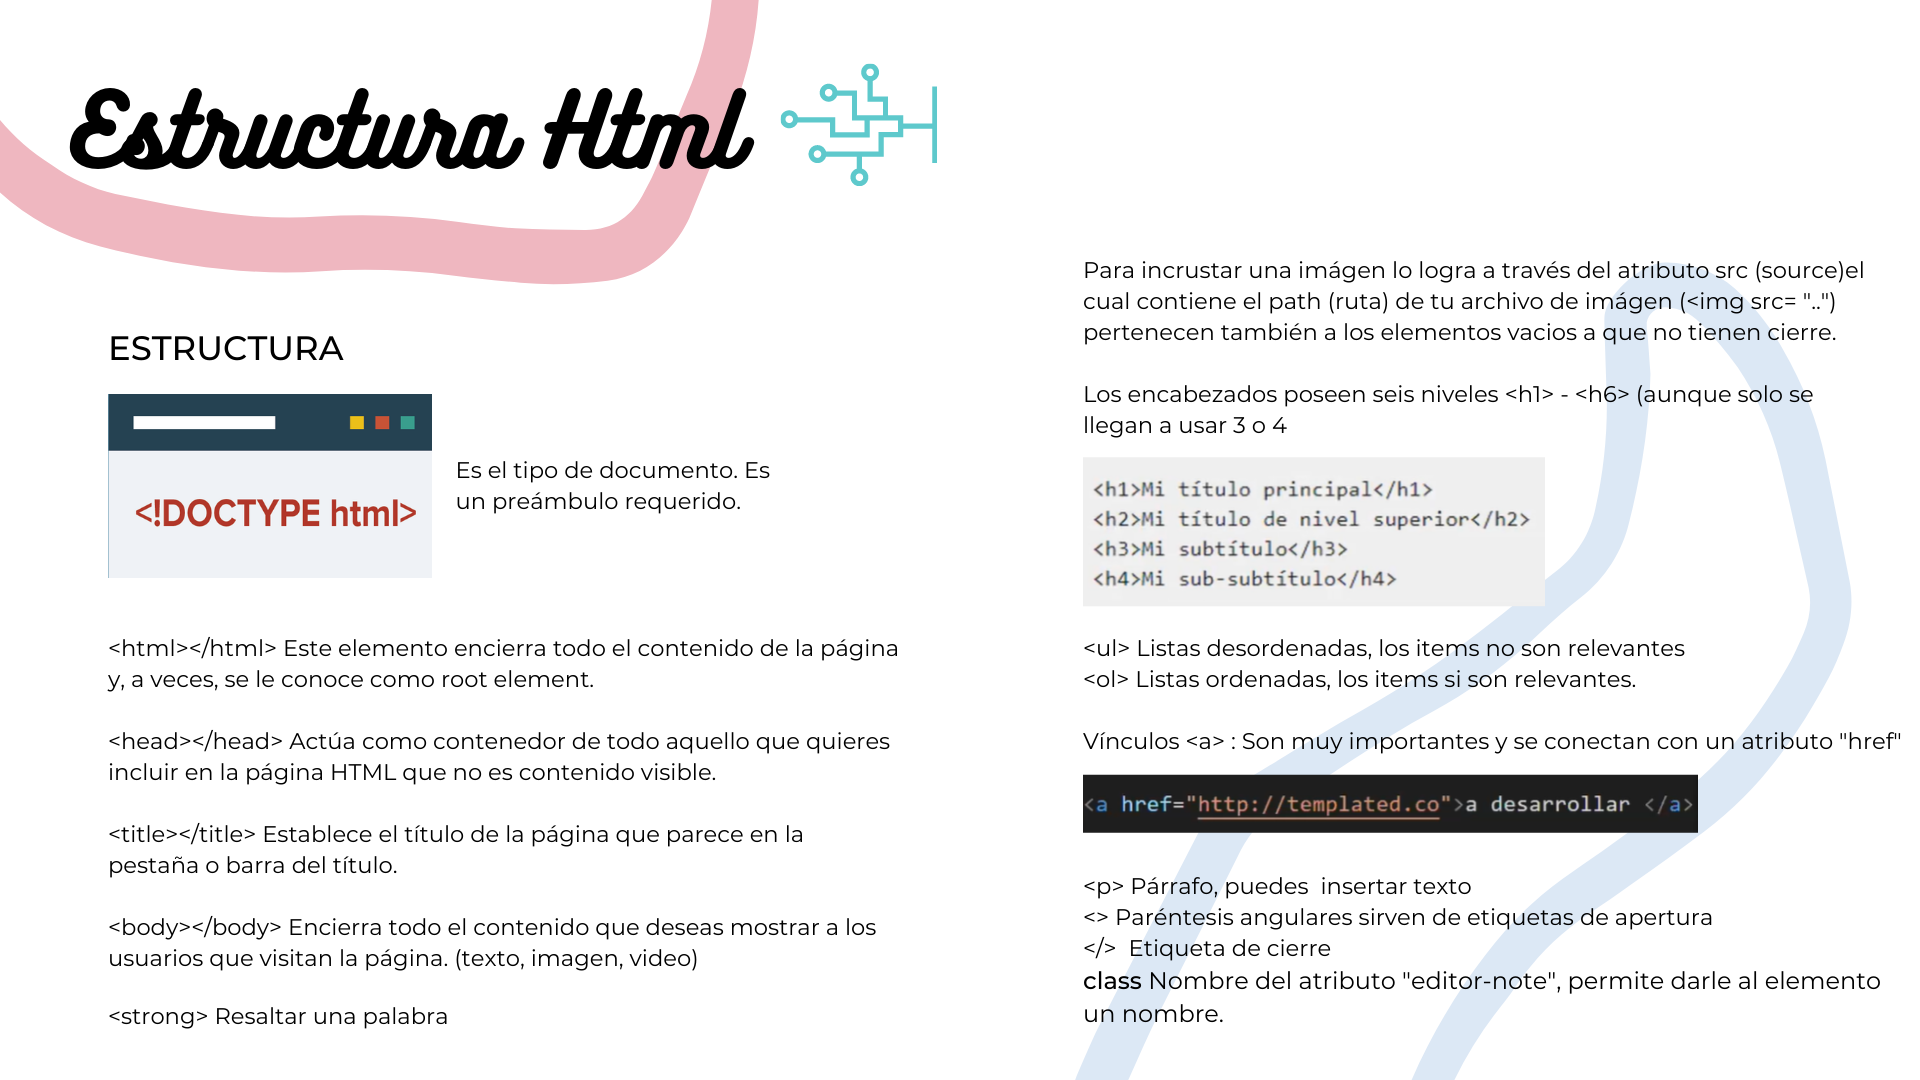 Estructura Html
ESTRUCTURA
<!DOCTYPE html>
Es el tipo de documento. Es
un preámbulo requerido.
<html></html> Este elemento encierra todo el contenido de la página
y, a veces, se le conoce como root element.
<head></head> Actúa como contenedor de todo aquello que quieres
incluir en la página HTML que no es contenido visible.
<title></title> Establece el título de la página que parece en la
pestaña o barra del título.
<body></body> Encierra todo el contenido que deseas mostrar a los
usuarios que visitan la página. (texto, imagen, video)
<strong> Resaltar una palabra
Para incrustar una imágen lo logra a través del atributo src (source)el
cual contiene el path (ruta) de tu archivo de imágen (<img src= "..")
pertenecen también a los elementos vacios a que no tienen cierre.
Los encabezados poseen seis niveles <h1> - <h6> (aunque solo se
llegan a usar 3 o 4
<h1>Mi título principal</h1>
<h2>Mi título de nivel superior</h2>
<h3>Mi subtítulo</h3>
<h4>Mi sub-subtítulo</h4>
<ul> Listas desordenadas, los items no son relevantes
<ol> Listas ordenadas, los items si son relevantes.
Vínculos <a> : Son muy importantes y se conectan con un atributo "href"
<a href="http://templated.co">a desarrollar </a>
<p> Párrafo, puedes  insertar texto
<> Paréntesis angulares sirven de etiquetas de apertura
</>  Etiqueta de cierre
class Nombre del atributo "editor-note", permite darle al elemento
un nombre.